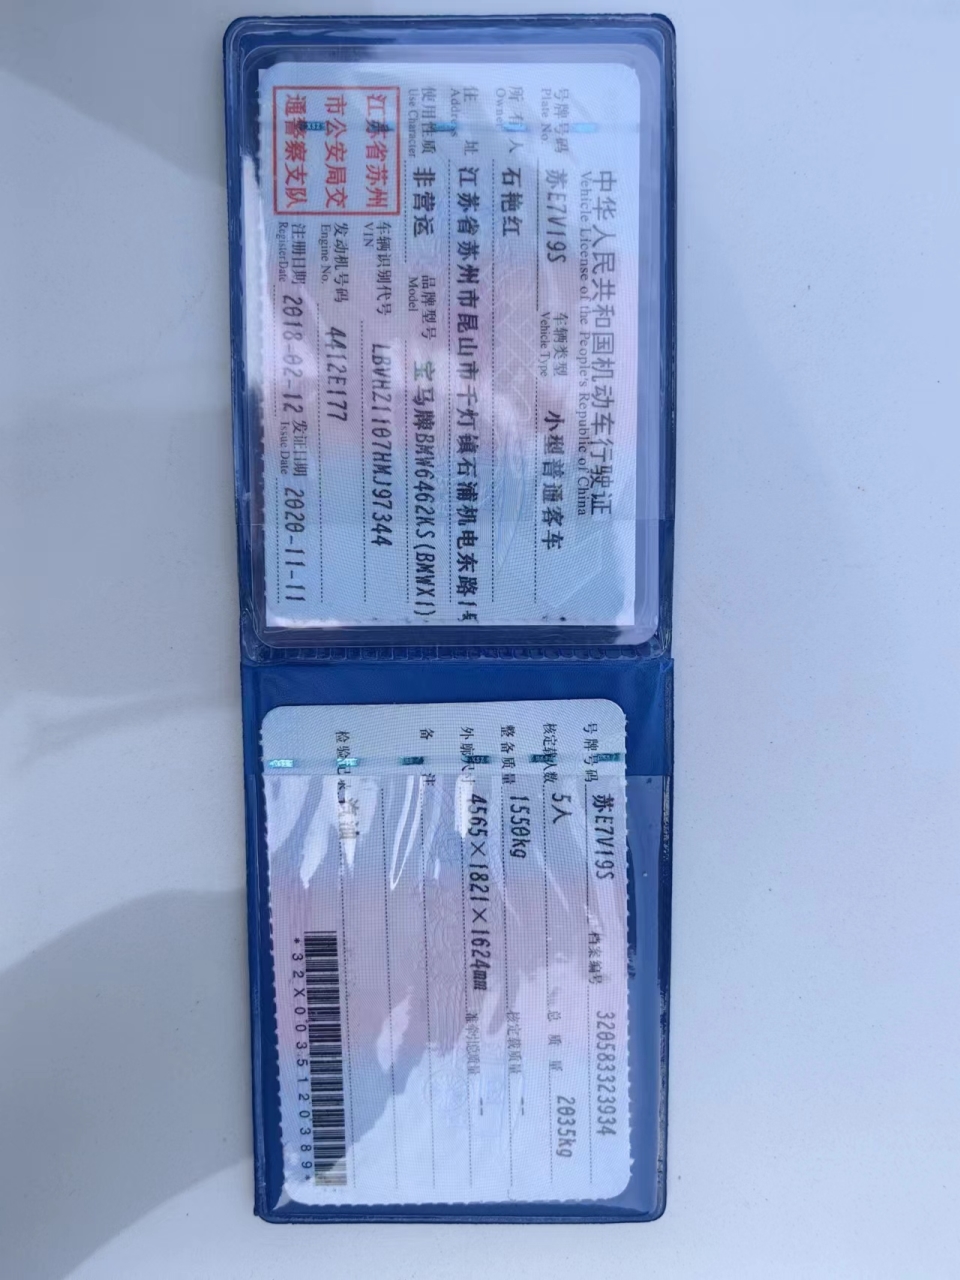 中华人民共和国机动车行驶证
Vehicle License of the People's Republic of China
号牌号码 苏E7V19S 车辆类型 小型普通客车
Plate No. Vehicle Type
所有人 石艳红
Owner
住址 江苏省苏州市昆山市千灯镇石浦机电东路1号
Address
使用性质 非营运 品牌型号 宝马牌BMW6462KS(BMWX1)
Use Character Model
江苏省苏州
市公安局交
通警察支队
车辆识别代号 LBVHZ1107HMJ97344
VIN
发动机号码 4412E177
Engine No.
注册日期 2018-02-12 发证日期 2020-11-11
Register Date Issue Date
号牌号码 苏E7V19S 档案编号 320583323934
核定载人数 5人 总质量 2035kg
整备质量 1550kg 核定载质量 --
外廓尺寸 4565×1821×1624mm 准牵引总质量 --
备注
检验记录 汽油
*32X0035120389*